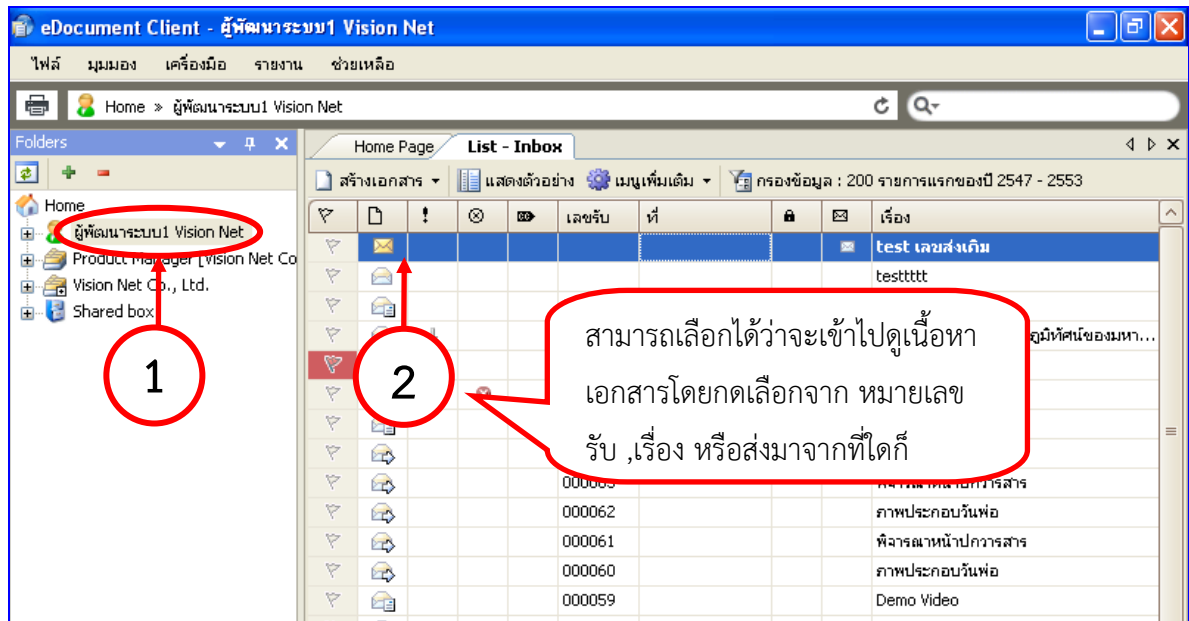 eDocument Client - ผู้พัฒนาระบบ1 Vision Net
ไฟล์ มุมมอง เครื่องมือ รายงาน ช่วยเหลือ
Home » ผู้พัฒนาระบบ1 Vision Net
Folders
Home Page List - Inbox
สร้างเอกสาร แสดงตัวอย่าง เมนูเพิ่มเติม กรองข้อมูล : 200 รายการแรกของปี 2547 - 2553
Home
ผู้พัฒนาระบบ1 Vision Net
Product Manager [Vision Net Co
Vision Net Co., Ltd.
Shared box
เลขรับ ที่ เรื่อง
test เลขส่งเกิม
testtttt
ภูมิทัศน์ของมหา...
1
2
สามารถเลือกได้ว่าจะเข้าไปดูเนื้อหา
เอกสารโดยกดเลือกจาก หมายเลข
รับ ,เรื่อง หรือส่งมาจากที่ใดก็
000062 ภาพประกอบวันพ่อ
000061 พิจารณาหน้าปกวารสาร
000060 ภาพประกอบวันพ่อ
000059 Demo Video